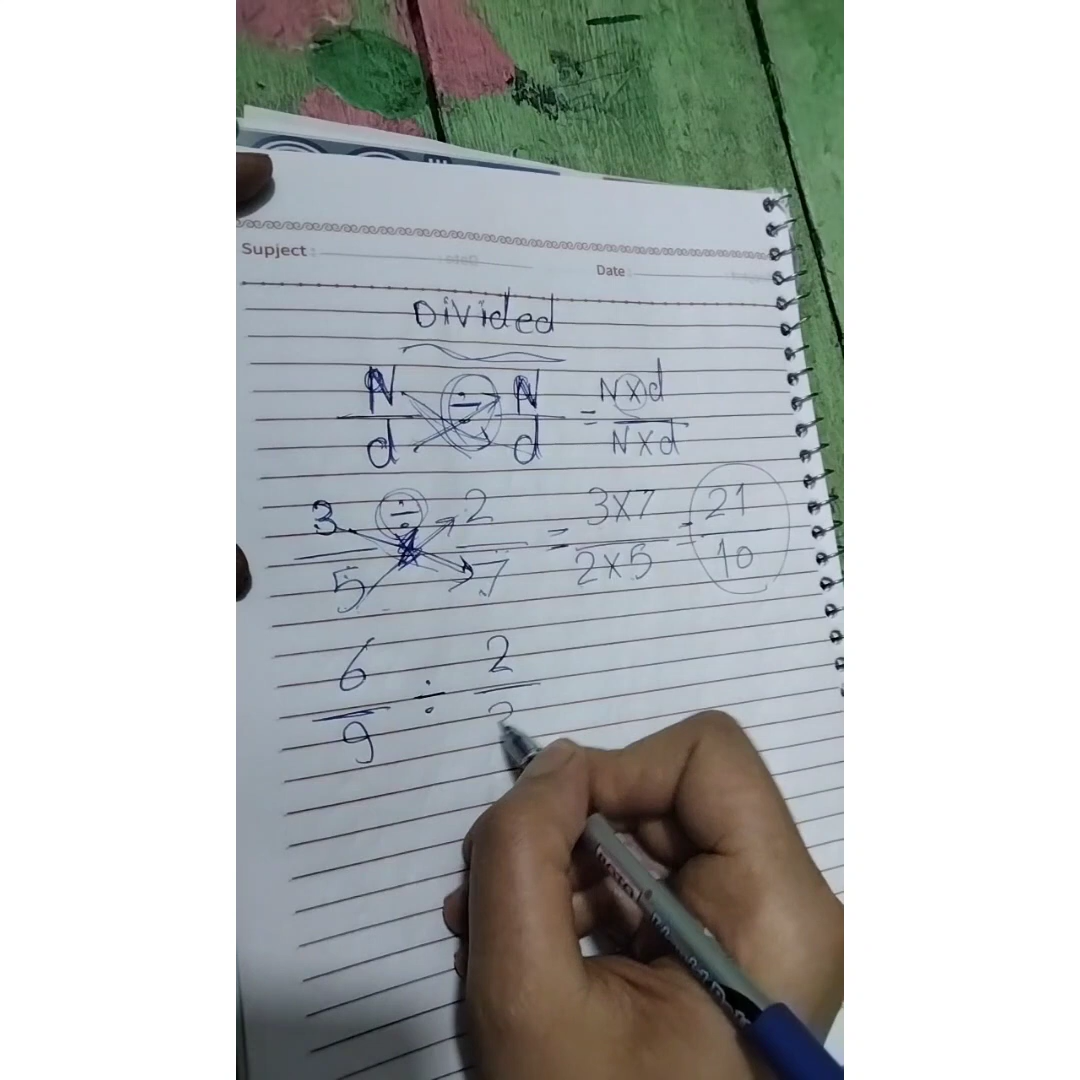 Supject :
Date :
Divided
N/d ÷ N/d = N×d/N×d
3/5 ÷ 2/7 = 3×7/2×5 = 21/10
6/9 ÷ 2/